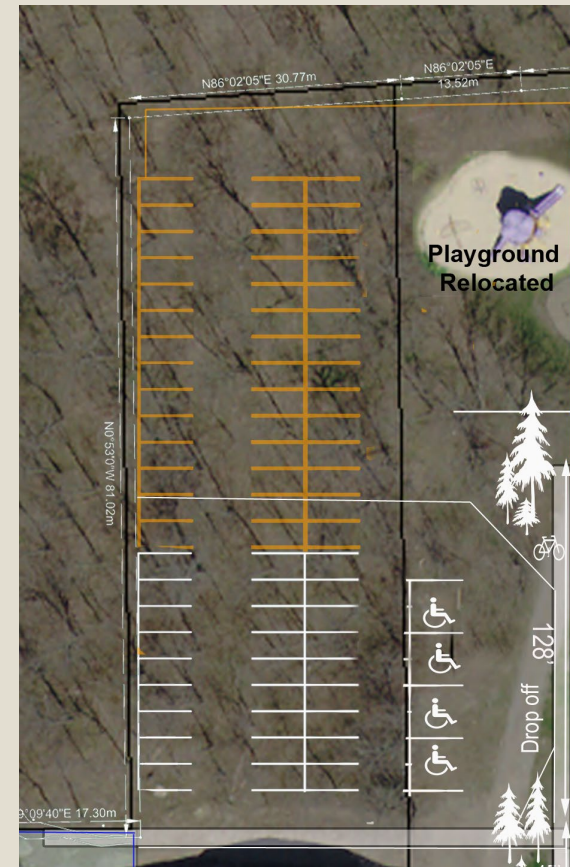 N86°02'05"E 30.77m
N86°02'05"E
13.52m
Playground
Relocated
N0°53'0"W 81.02m
128'
Drop off
9°09'40"E 17.30m